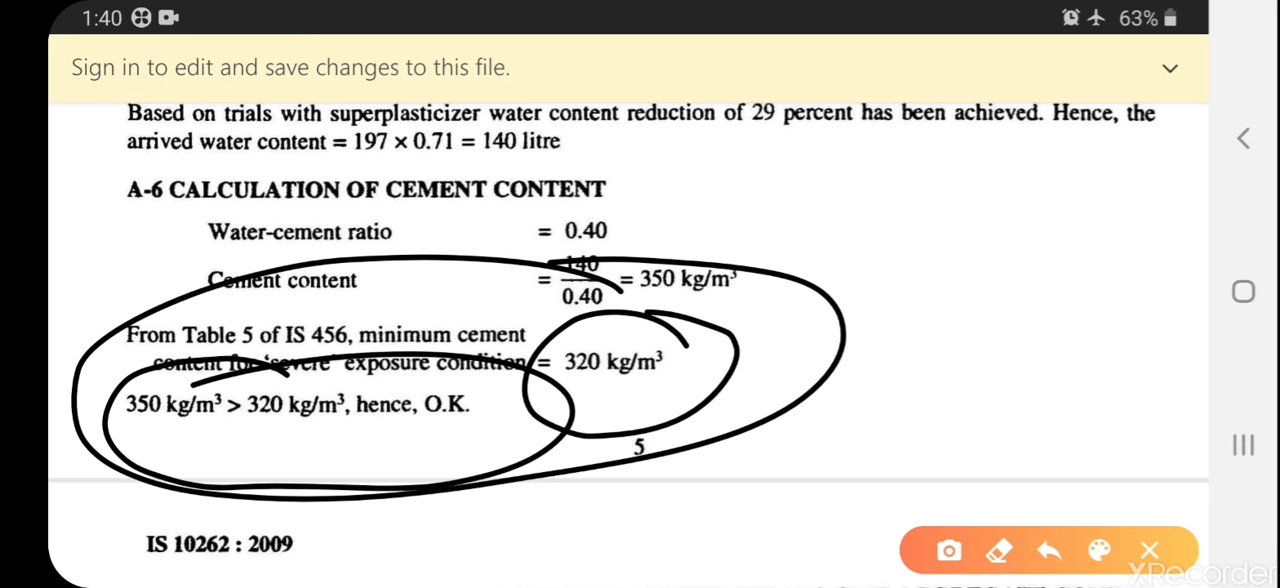 1:40 63%
Sign in to edit and save changes to this file.
Based on trials with superplasticizer water content reduction of 29 percent has been achieved. Hence, the
arrived water content = 197 × 0.71 = 140 litre
A-6 CALCULATION OF CEMENT CONTENT
Water-cement ratio = 0.40
Cement content = 140/0.40 = 350 kg/m³
From Table 5 of IS 456, minimum cement
content for ‘severe’ exposure condition = 320 kg/m³
350 kg/m³ > 320 kg/m³, hence, O.K.
5
IS 10262 : 2009
XRecorder